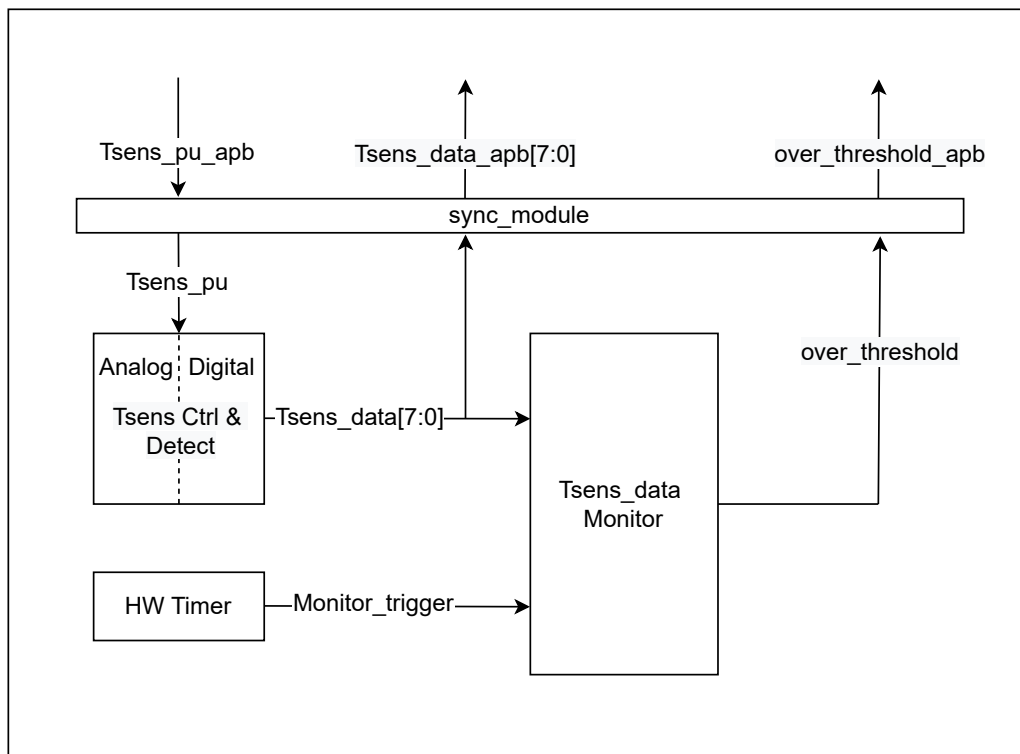 Tsens_pu_apb
Tsens_data_apb[7:0]
over_threshold_apb
sync_module
Tsens_pu
over_threshold
Analog
Digital
Tsens Ctrl &
Detect
Tsens_data[7:0]
Tsens_data
Monitor
HW Timer
Monitor_trigger